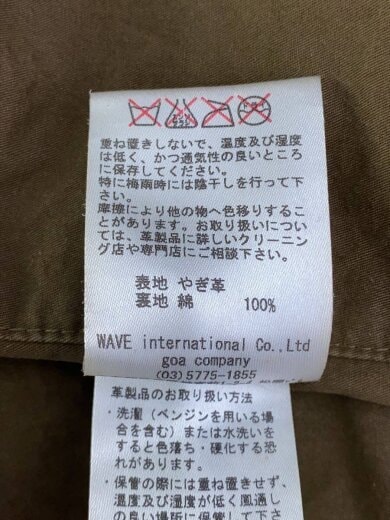 重ね置きしないで、温度及び湿度
は低く、かつ通気性の良いところ
に保存してください。
特に梅雨時には陰干しを行って下
さい。
摩擦により他の物へ色移りするこ
とがあります。お取り扱いについ
ては、革製品に詳しいクリーニン
グ店や専門店にご相談下さい。
表地 やぎ革
裏地 綿 100%
WAVE international Co.,Ltd
goa company
(03)5775-1855
革製品のお取り扱い方法
・洗濯(ベンジンを用いる場
合を含む)または水洗いを
すると色落ち・硬化する恐
れがあります。
・保管の際には重ね置きせず、
温度及び湿度が低く風通し
の良い場所に保管して下